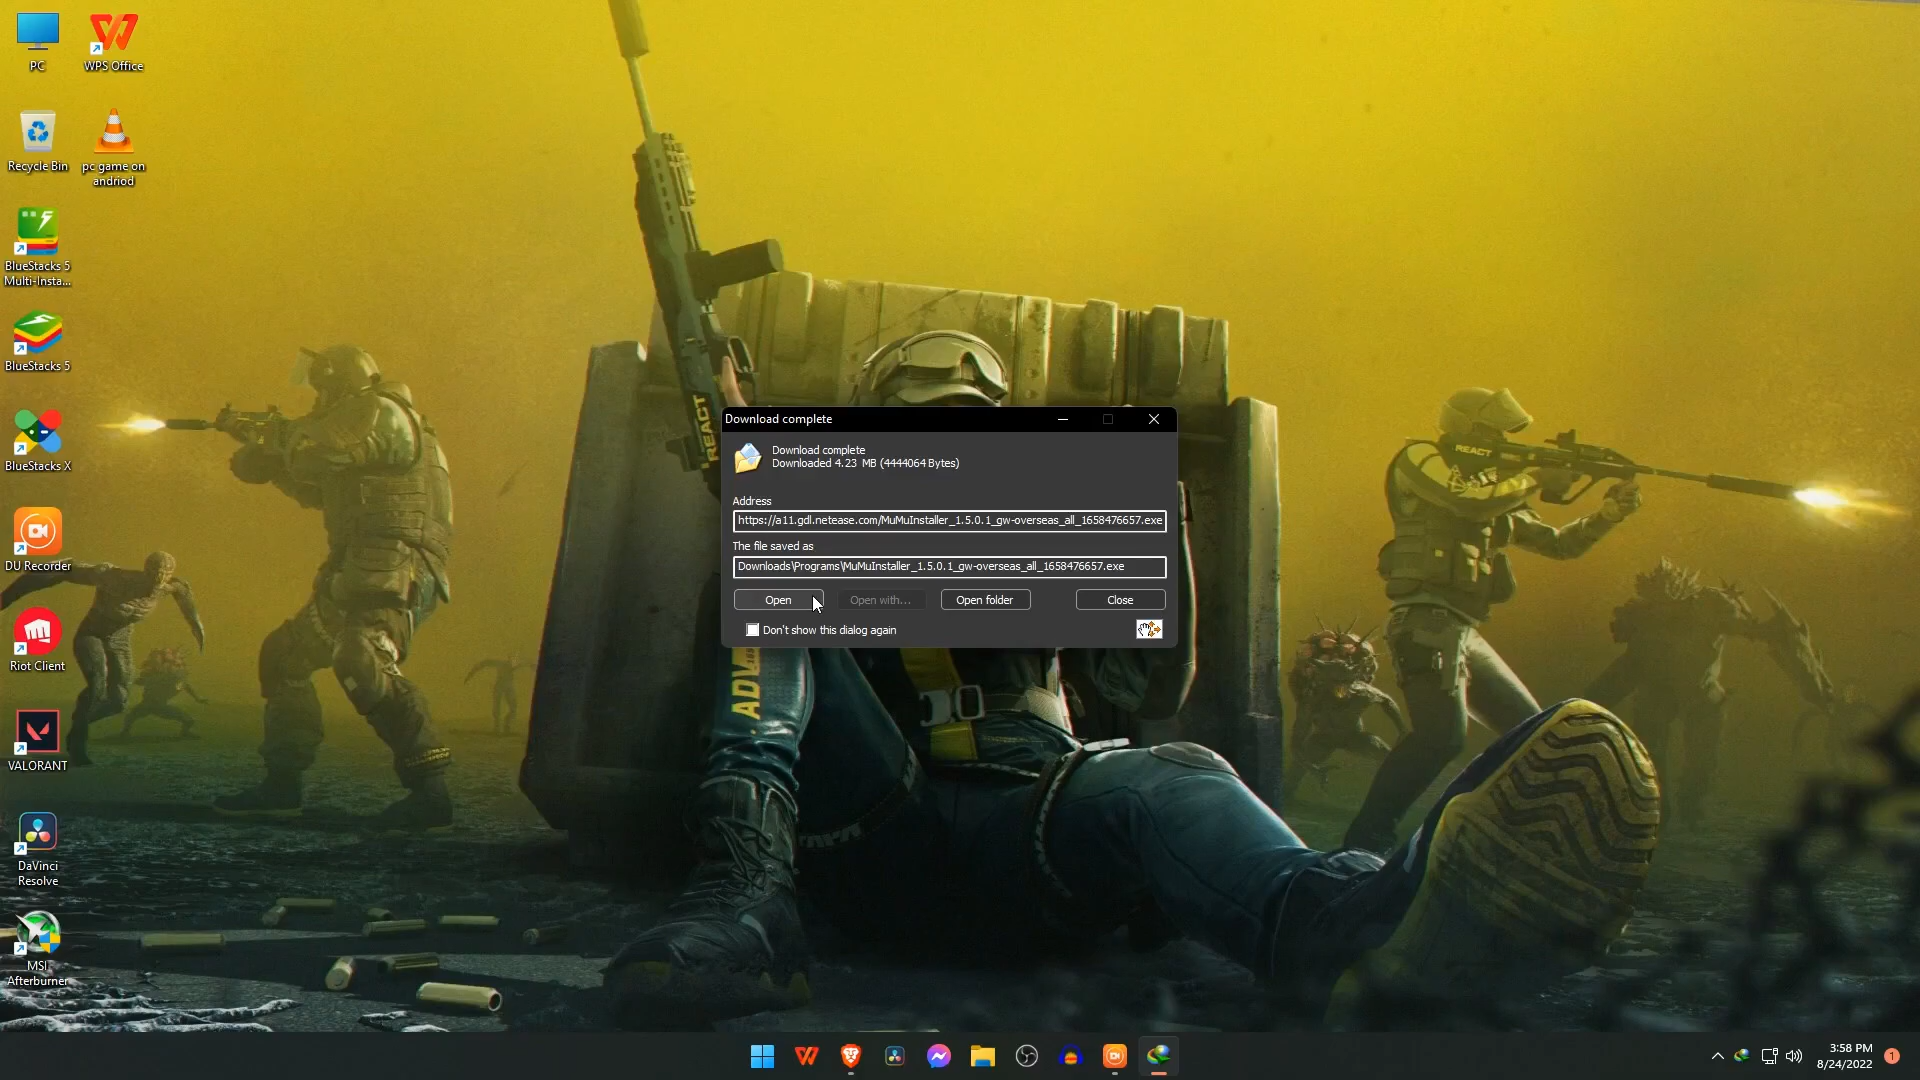 PC
WPS Office
Recycle Bin
pc game on
andriod
BlueStacks 5
Multi-Insta...
BlueStacks 5
BlueStacks X
DU Recorder
Riot Client
VALORANT
DaVinci
Resolve
MSI
Afterburner
REACT
REACT
Download complete
Download complete
Downloaded 4.23 MB (4444064 Bytes)
Address
https://a11.gdl.netease.com/MuMuInstaller_1.5.0.1_gw-overseas_all_1658476657.exe
The file saved as
Downloads\Programs\MuMuInstaller_1.5.0.1_gw-overseas_all_1658476657.exe
Open
Open with...
Open folder
Close
Don't show this dialog again
ADV
3:58 PM
8/24/2022
1